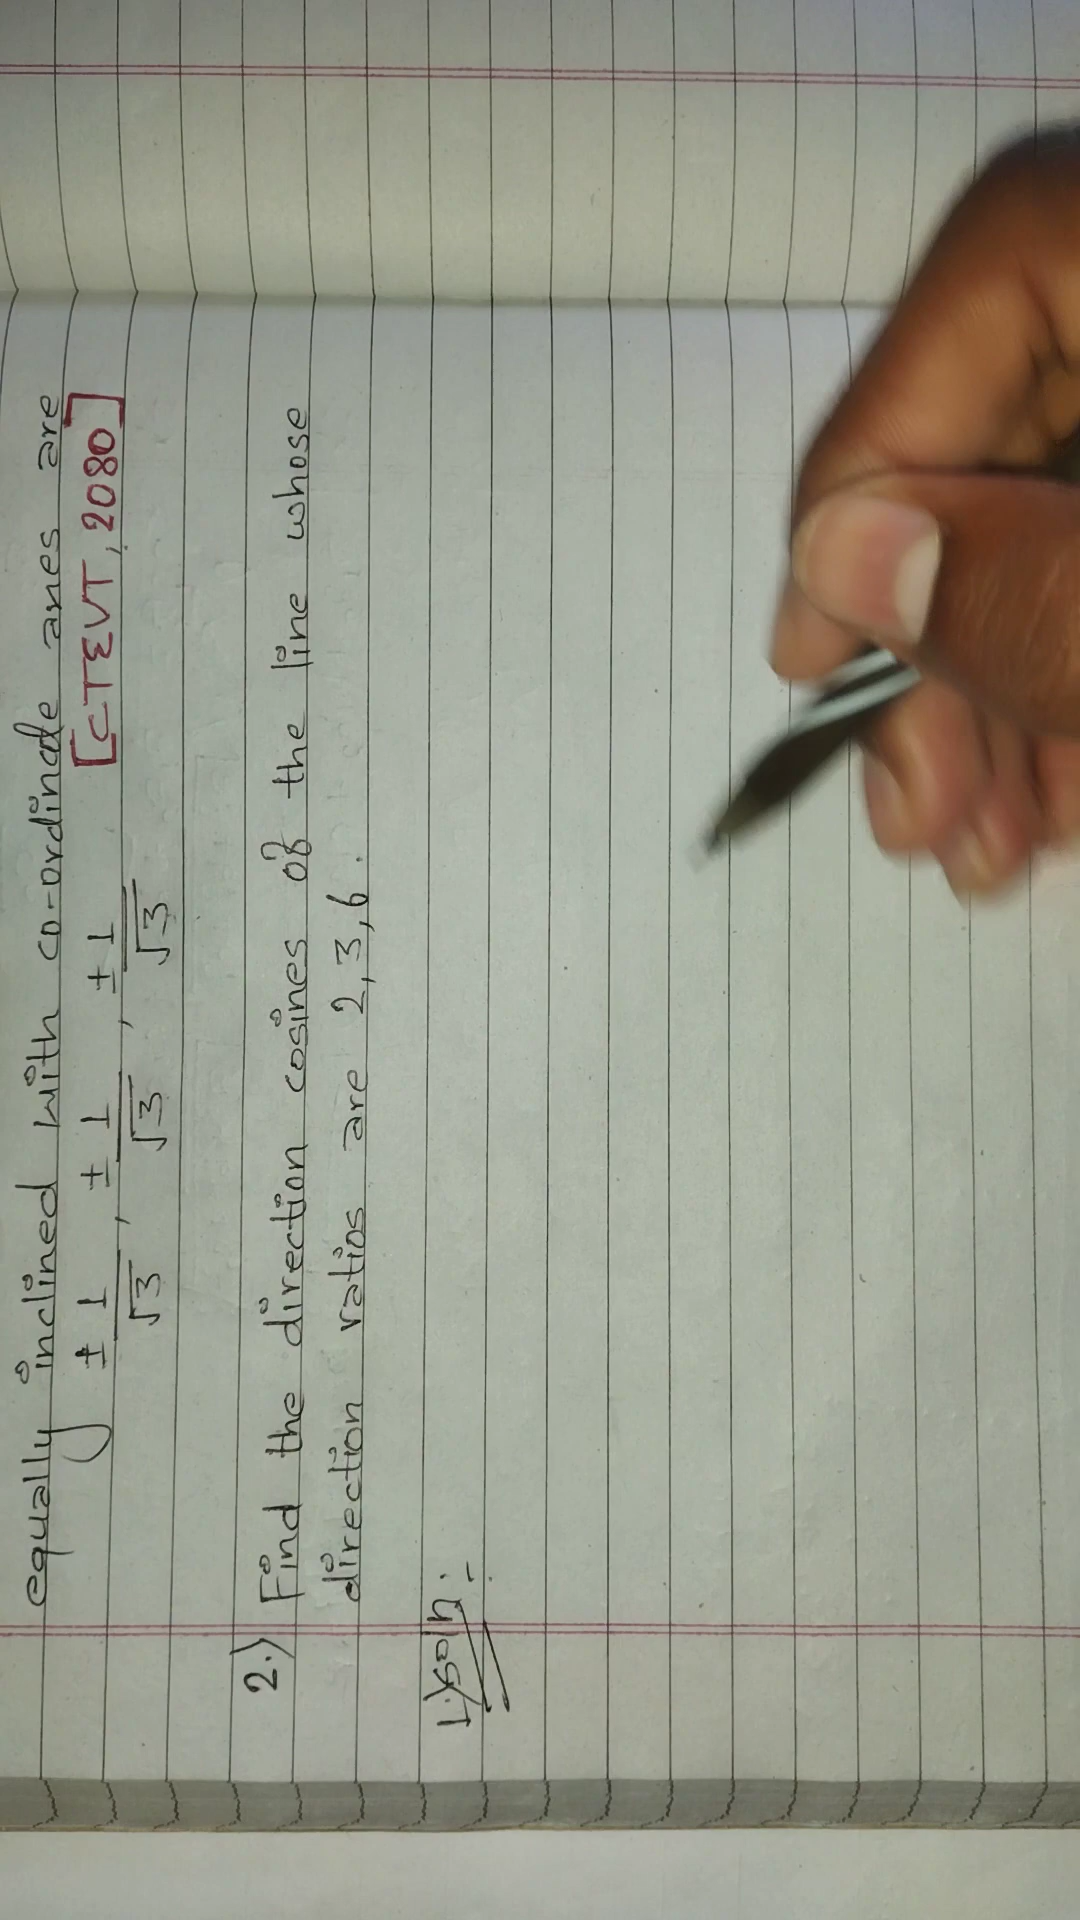 equally inclined with co-ordinate axes are
± 1/√3 , ± 1/√3 , ± 1/√3 [CTEVT, 2080]
2.) Find the direction cosines of the line whose
direction ratios are 2,3,6.
1.>soln:-